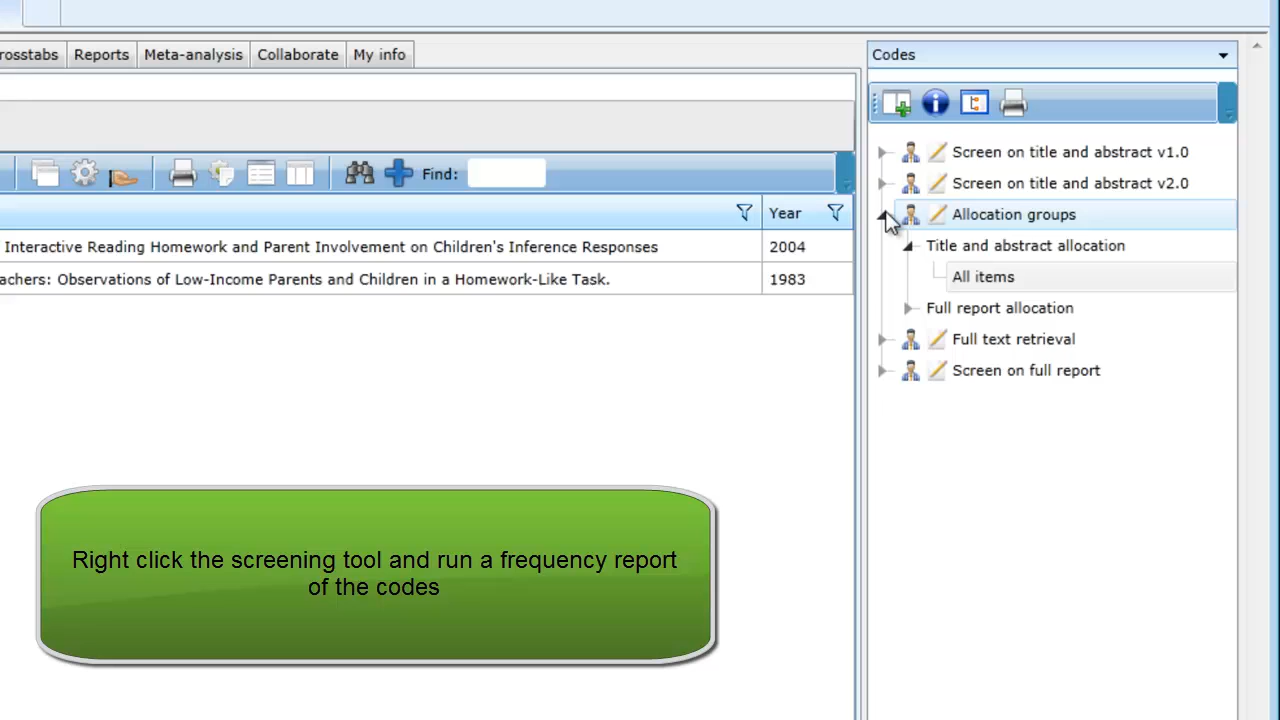 rosstabs Reports Meta-analysis Collaborate My info
Codes
Find:
Year
Interactive Reading Homework and Parent Involvement on Children's Inference Responses 2004
achers: Observations of Low-Income Parents and Children in a Homework-Like Task. 1983
Screen on title and abstract v1.0
Screen on title and abstract v2.0
Allocation groups
Title and abstract allocation
All items
Full report allocation
Full text retrieval
Screen on full report
Right click the screening tool and run a frequency report
of the codes